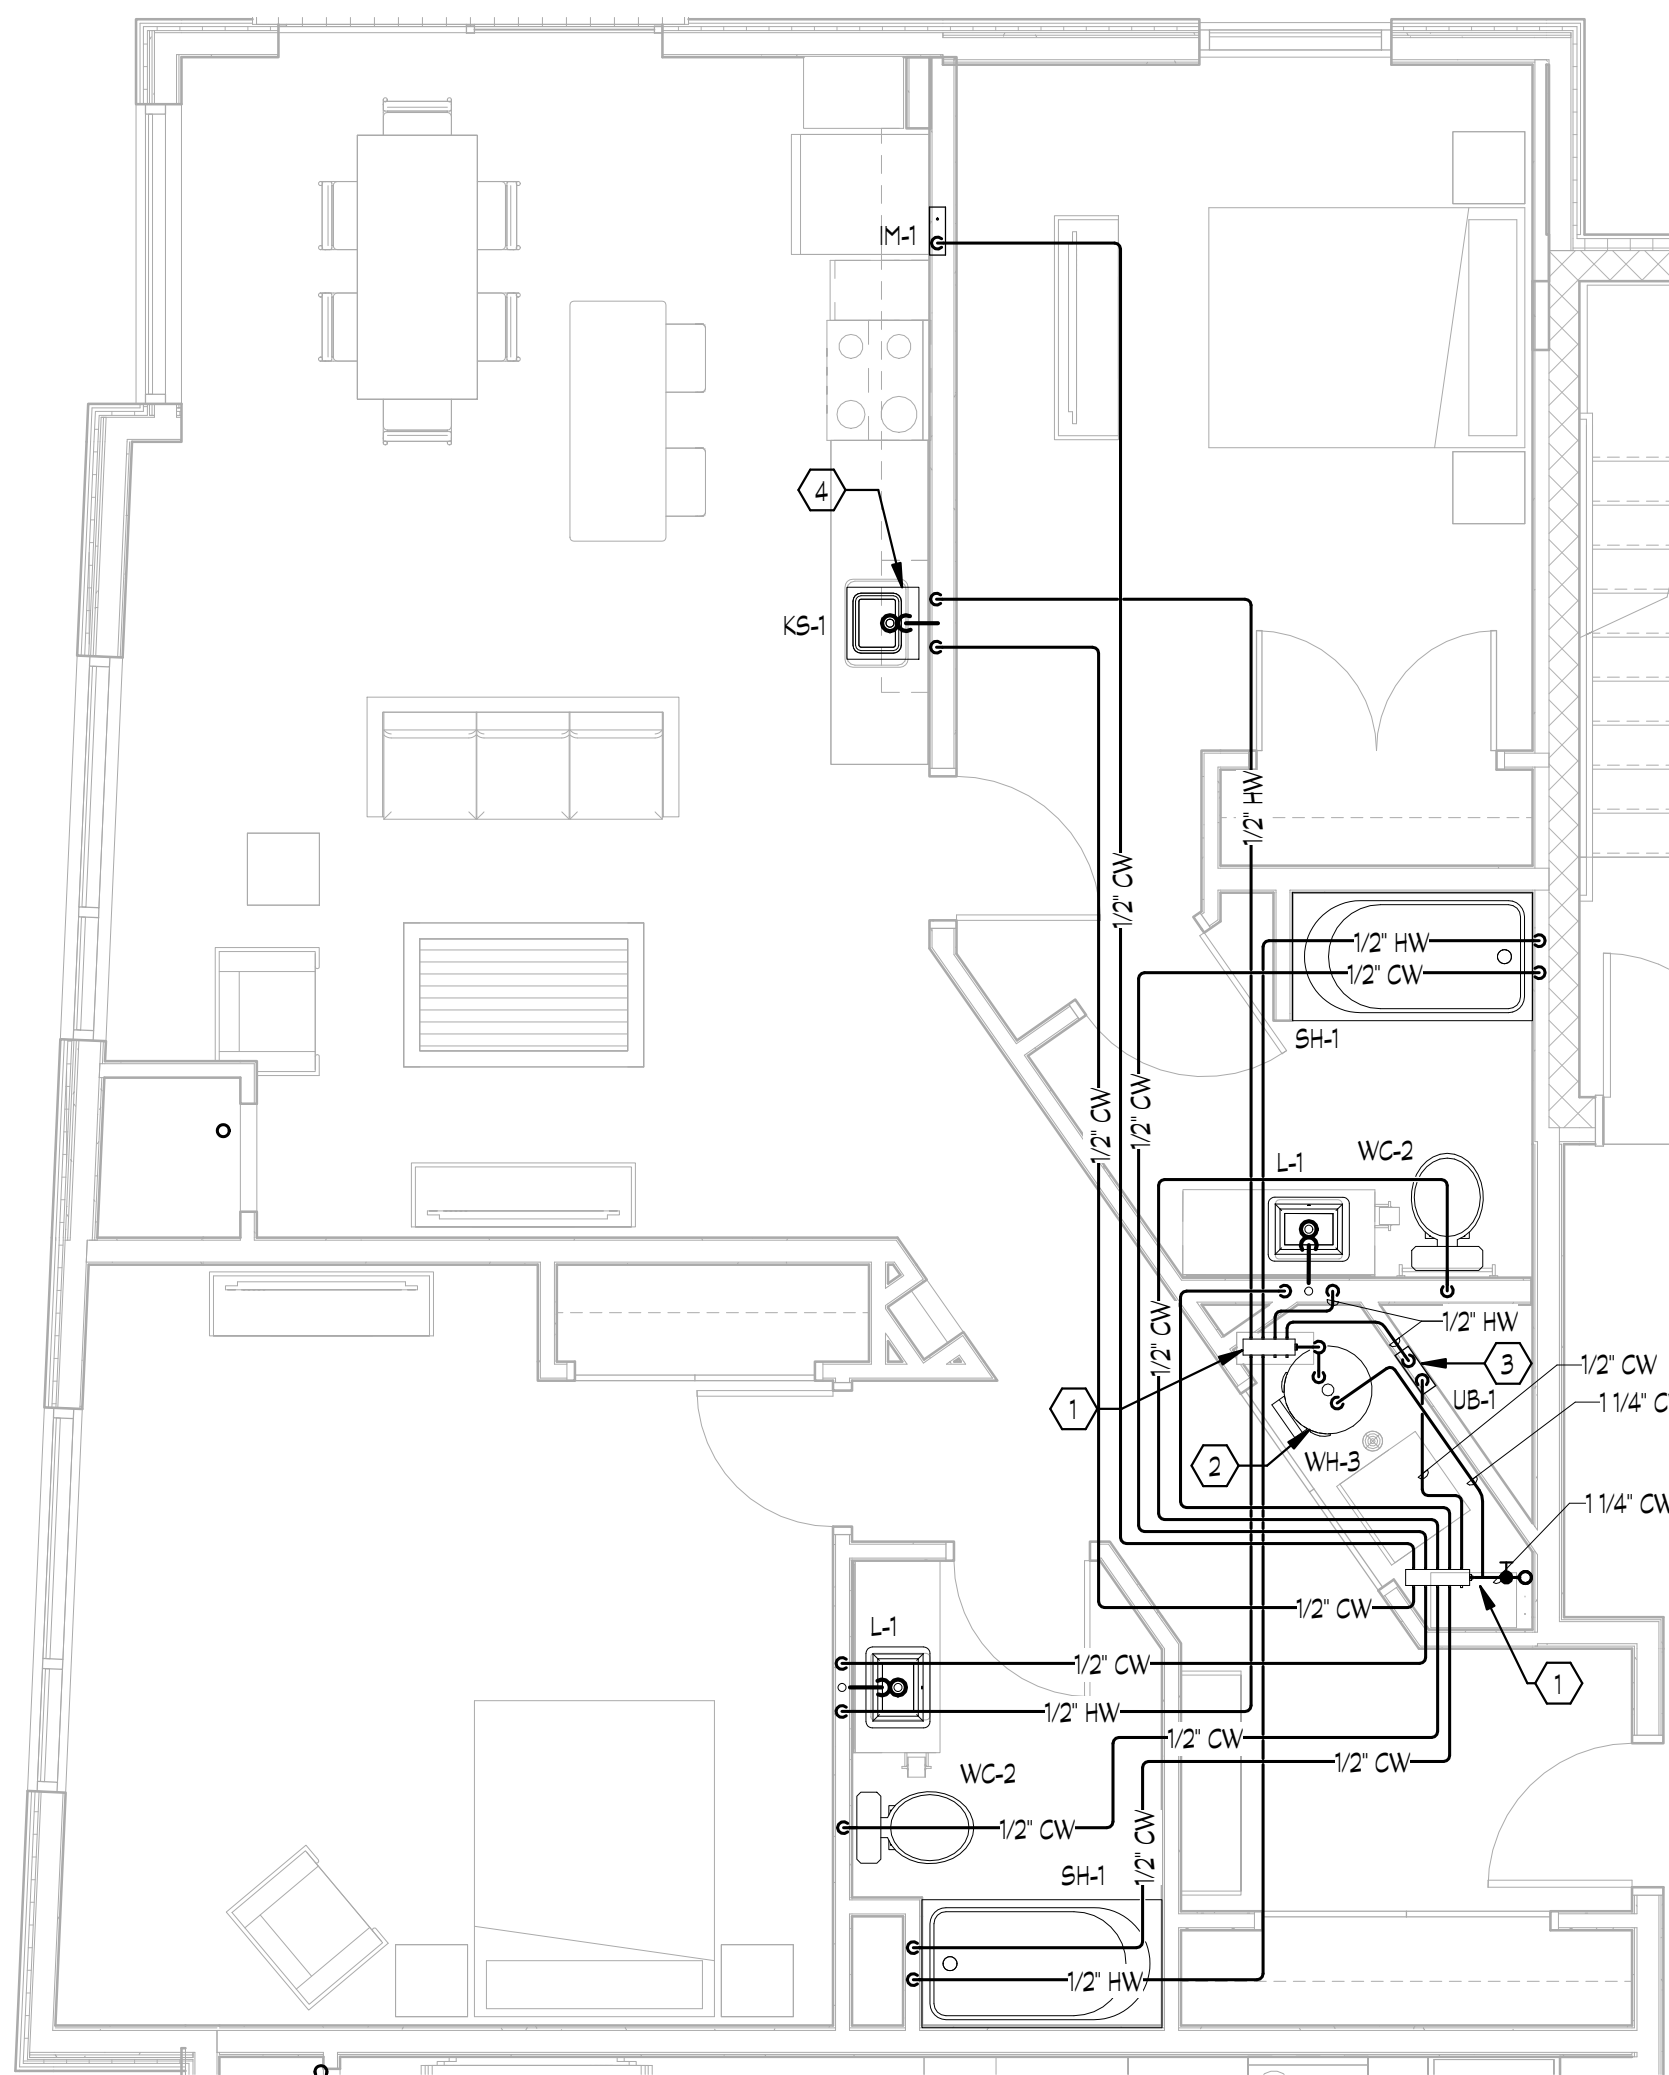 IM-1
4
KS-1
1/2" HW
1/2" CW
1/2" HW
1/2" CW
SH-1
1/2" CW
1/2" CW
WC-2
L-1
1/2" HW
1/2" CW
3
1/2" CW
UB-1
1 1/4" C
1
2
WH-3
1 1/4" CW
1/2" CW
L-1
1/2" CW
1
1/2" HW
1/2" CW
1/2" CW
WC-2
1/2" CW
1/2" CW
SH-1
1/2" HW